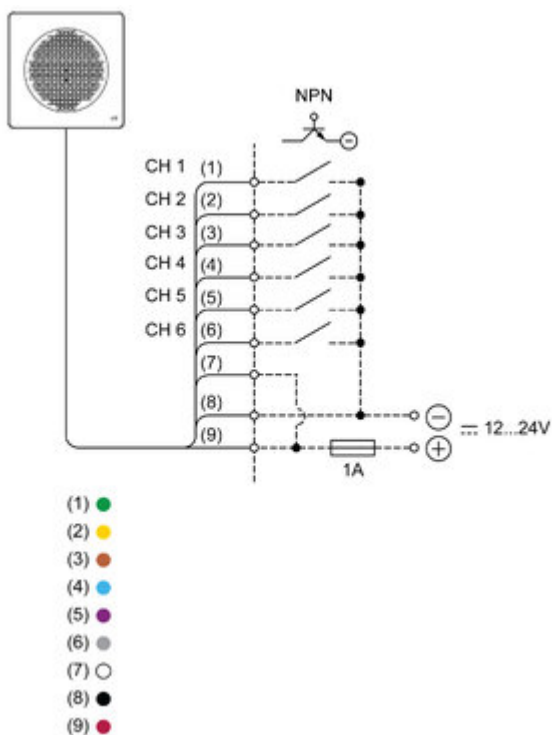 NPN
CH 1 (1)
CH 2 (2)
CH 3 (3)
CH 4 (4)
CH 5 (5)
CH 6 (6)
(7)
(8)
(9)
12...24V
1A
(1)
(2)
(3)
(4)
(5)
(6)
(7)
(8)
(9)